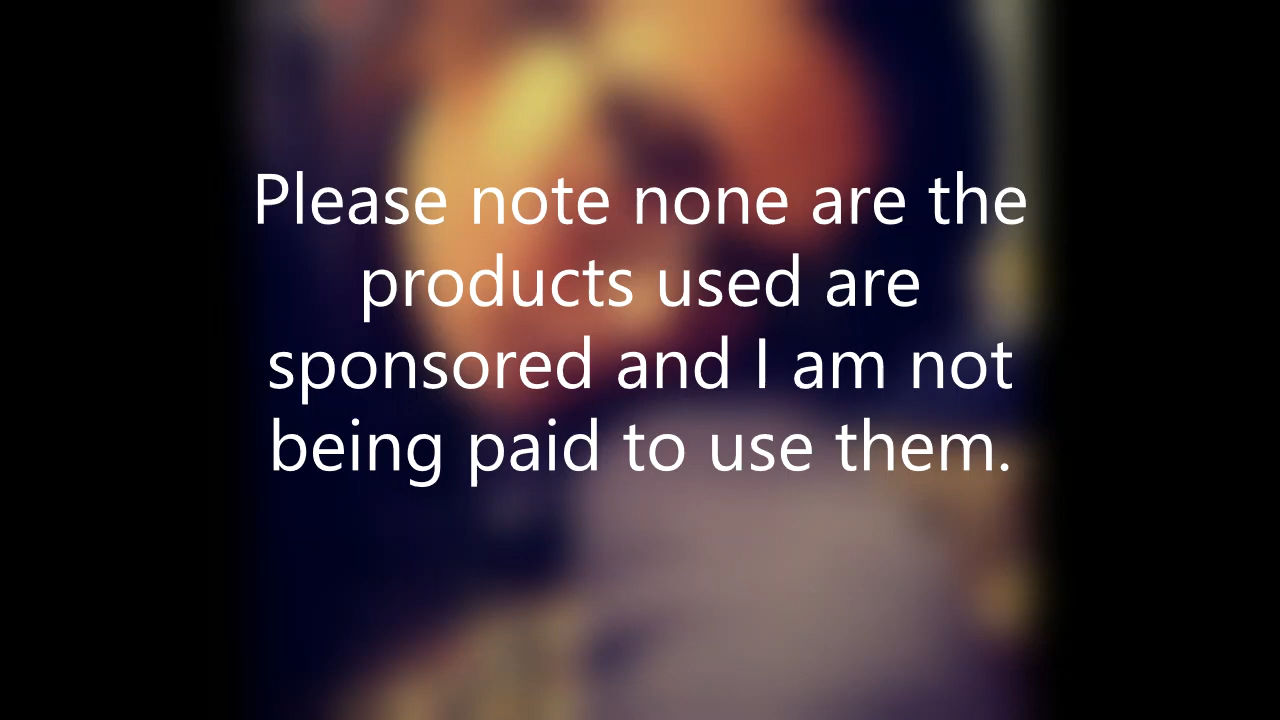 Please note none are the
products used are
sponsored and I am not
being paid to use them.